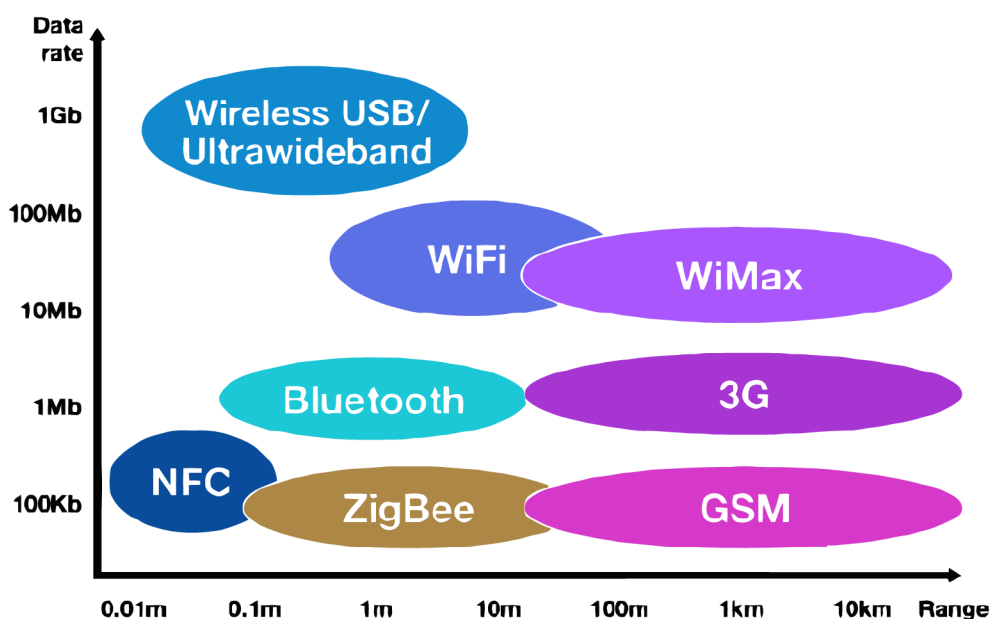 Data
rate
1Gb
Wireless USB/
Ultrawideband
100Mb
WiFi
WiMax
10Mb
Bluetooth
3G
1Mb
NFC
ZigBee
GSM
100Kb
0.01m 0.1m 1m 10m 100m 1km 10km Range